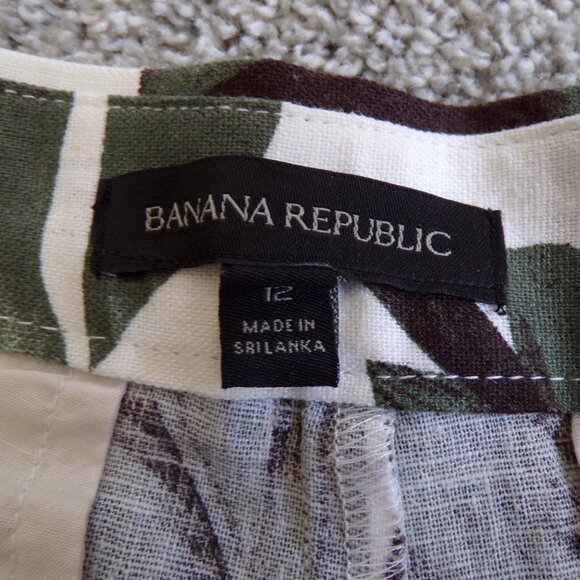 BANANA REPUBLIC
12
MADE IN
SRI LANKA